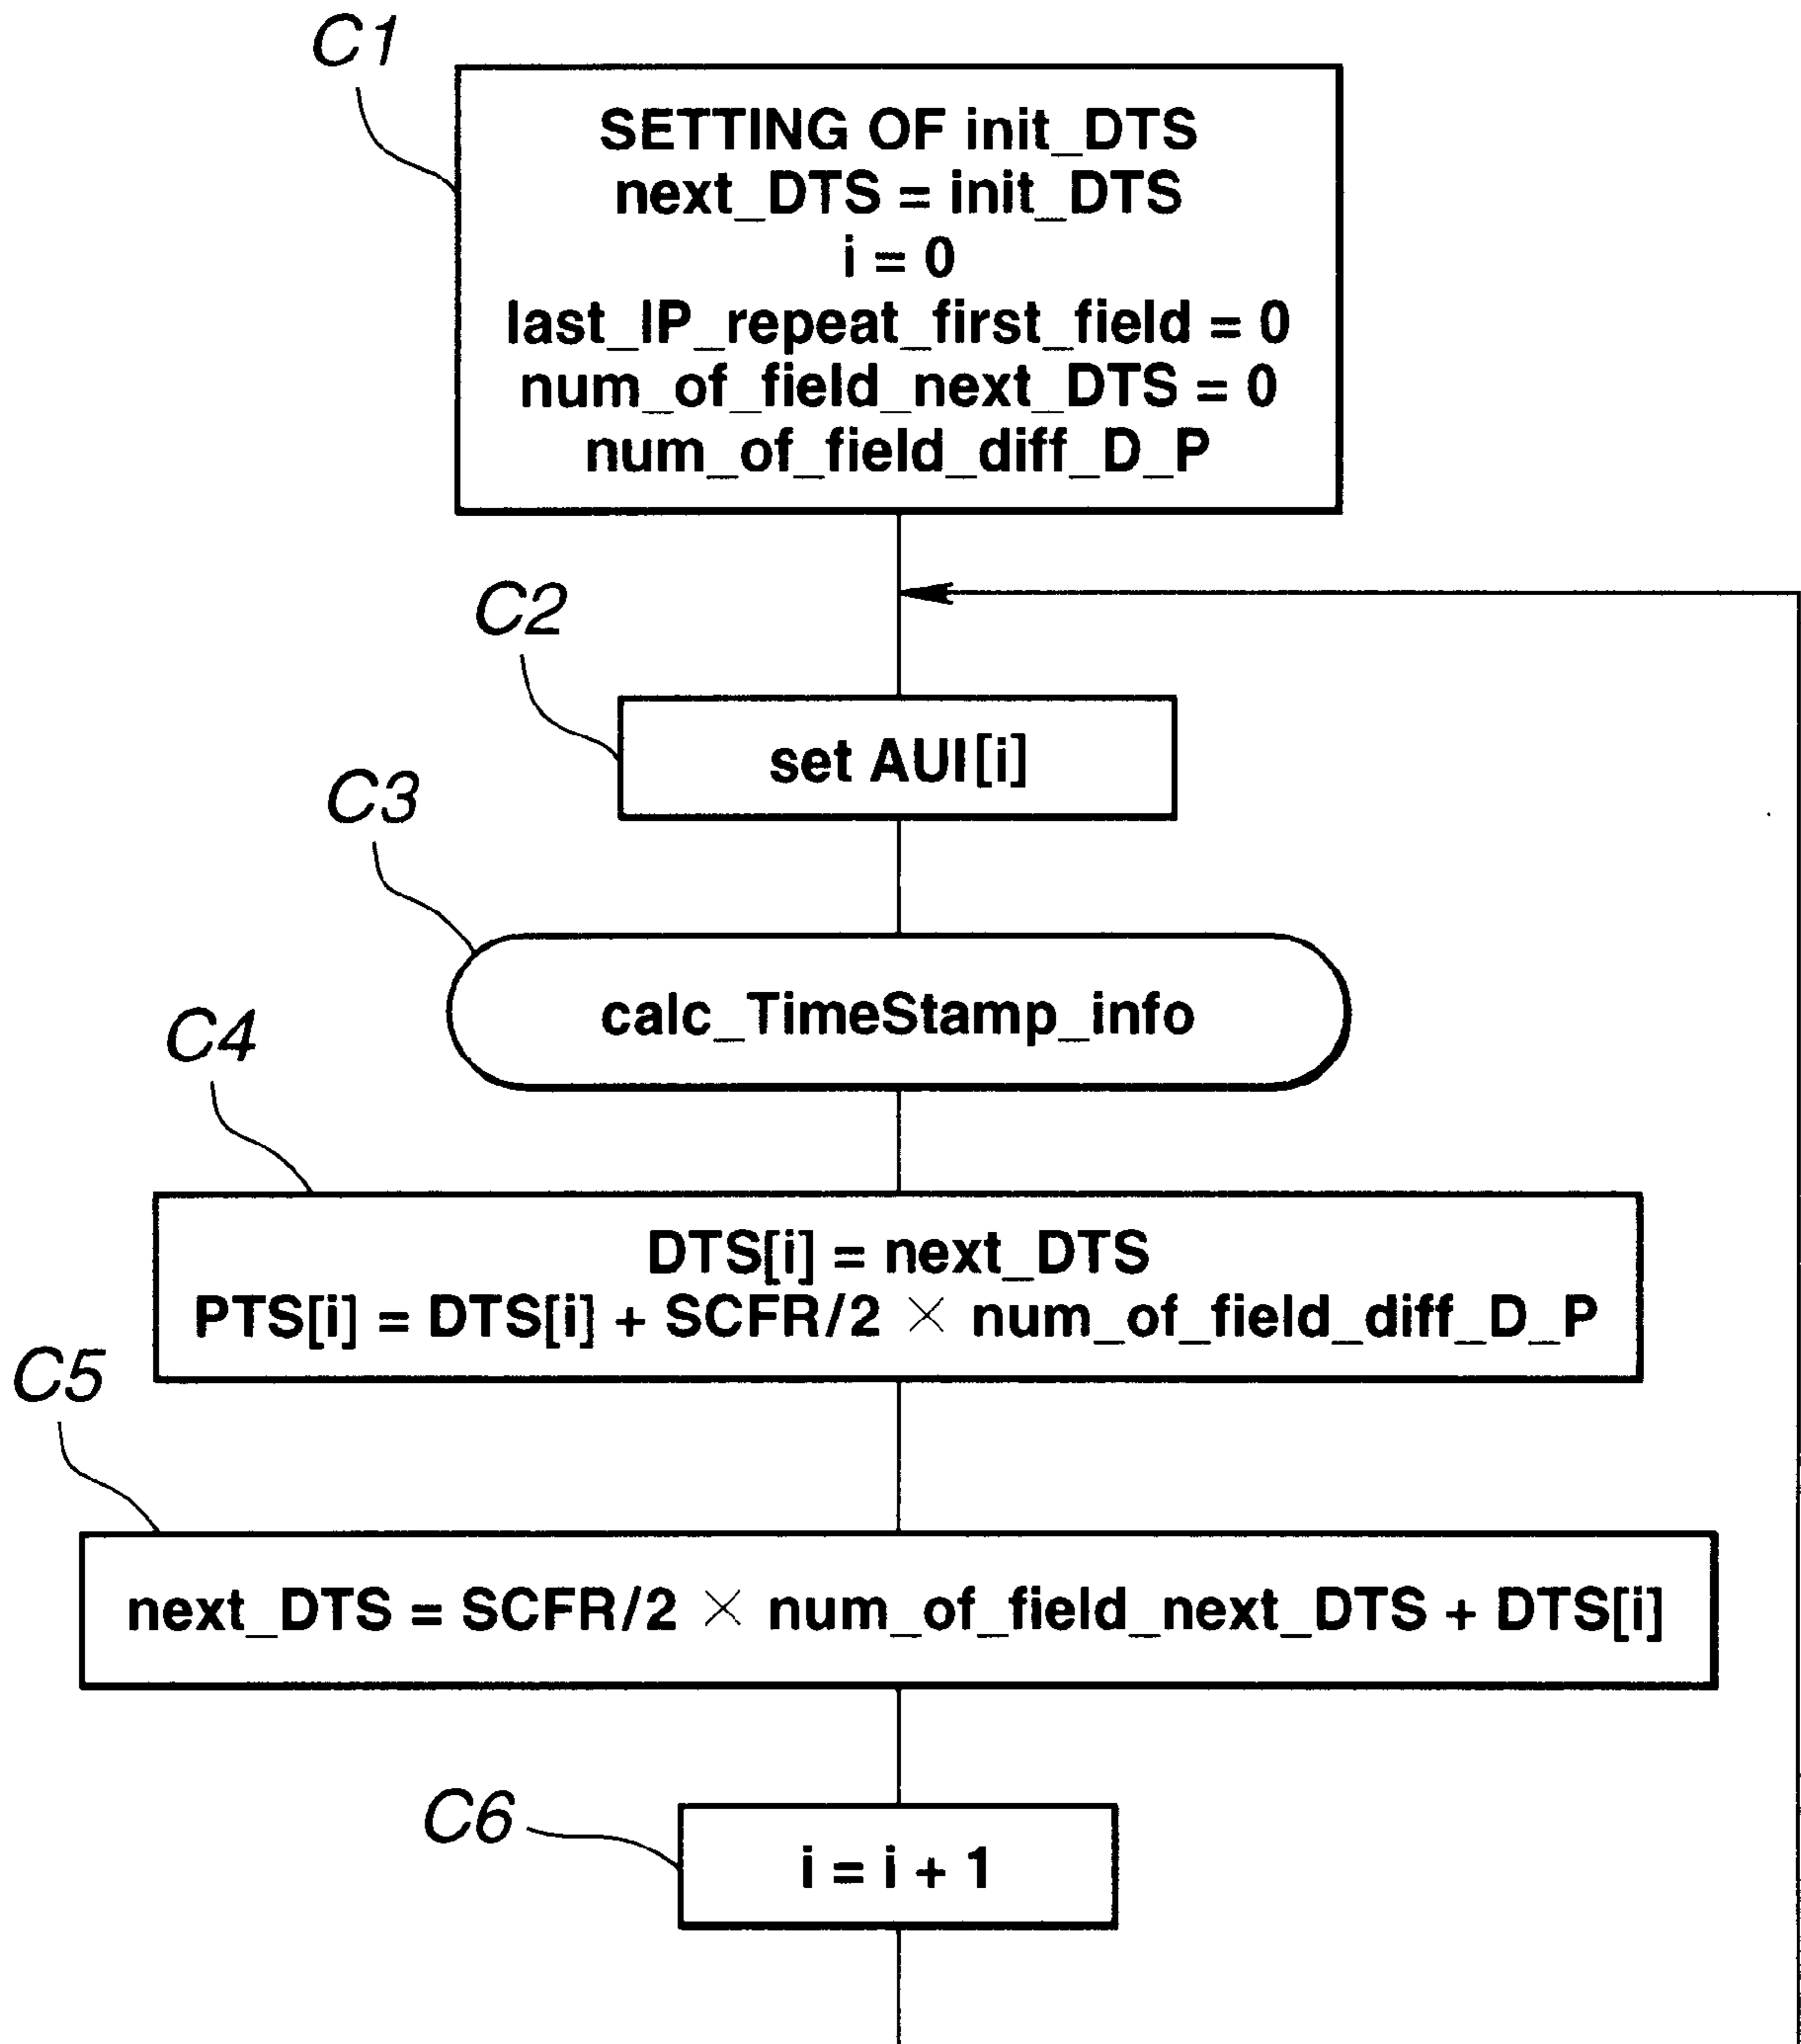 C1
SETTING OF init_DTS
next_DTS = init_DTS
i = 0
last_IP_repeat_first_field = 0
num_of_field_next_DTS = 0
num_of_field_diff_D_P
C2
set AUI[i]
C3
calc_TimeStamp_info
C4
DTS[i] = next_DTS
PTS[i] = DTS[i] + SCFR/2 × num_of_field_diff_D_P
C5
next_DTS = SCFR/2 × num_of_field_next_DTS + DTS[i]
C6
i = i + 1